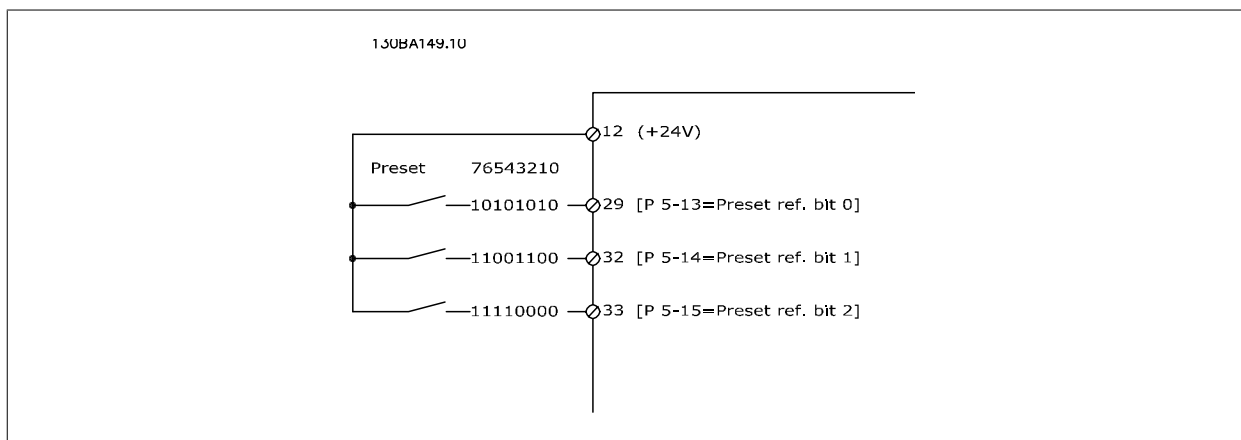 130BA149.10
12 (+24V)
Preset 76543210
10101010 29 [P 5-13=Preset ref. bit 0]
11001100 32 [P 5-14=Preset ref. bit 1]
11110000 33 [P 5-15=Preset ref. bit 2]